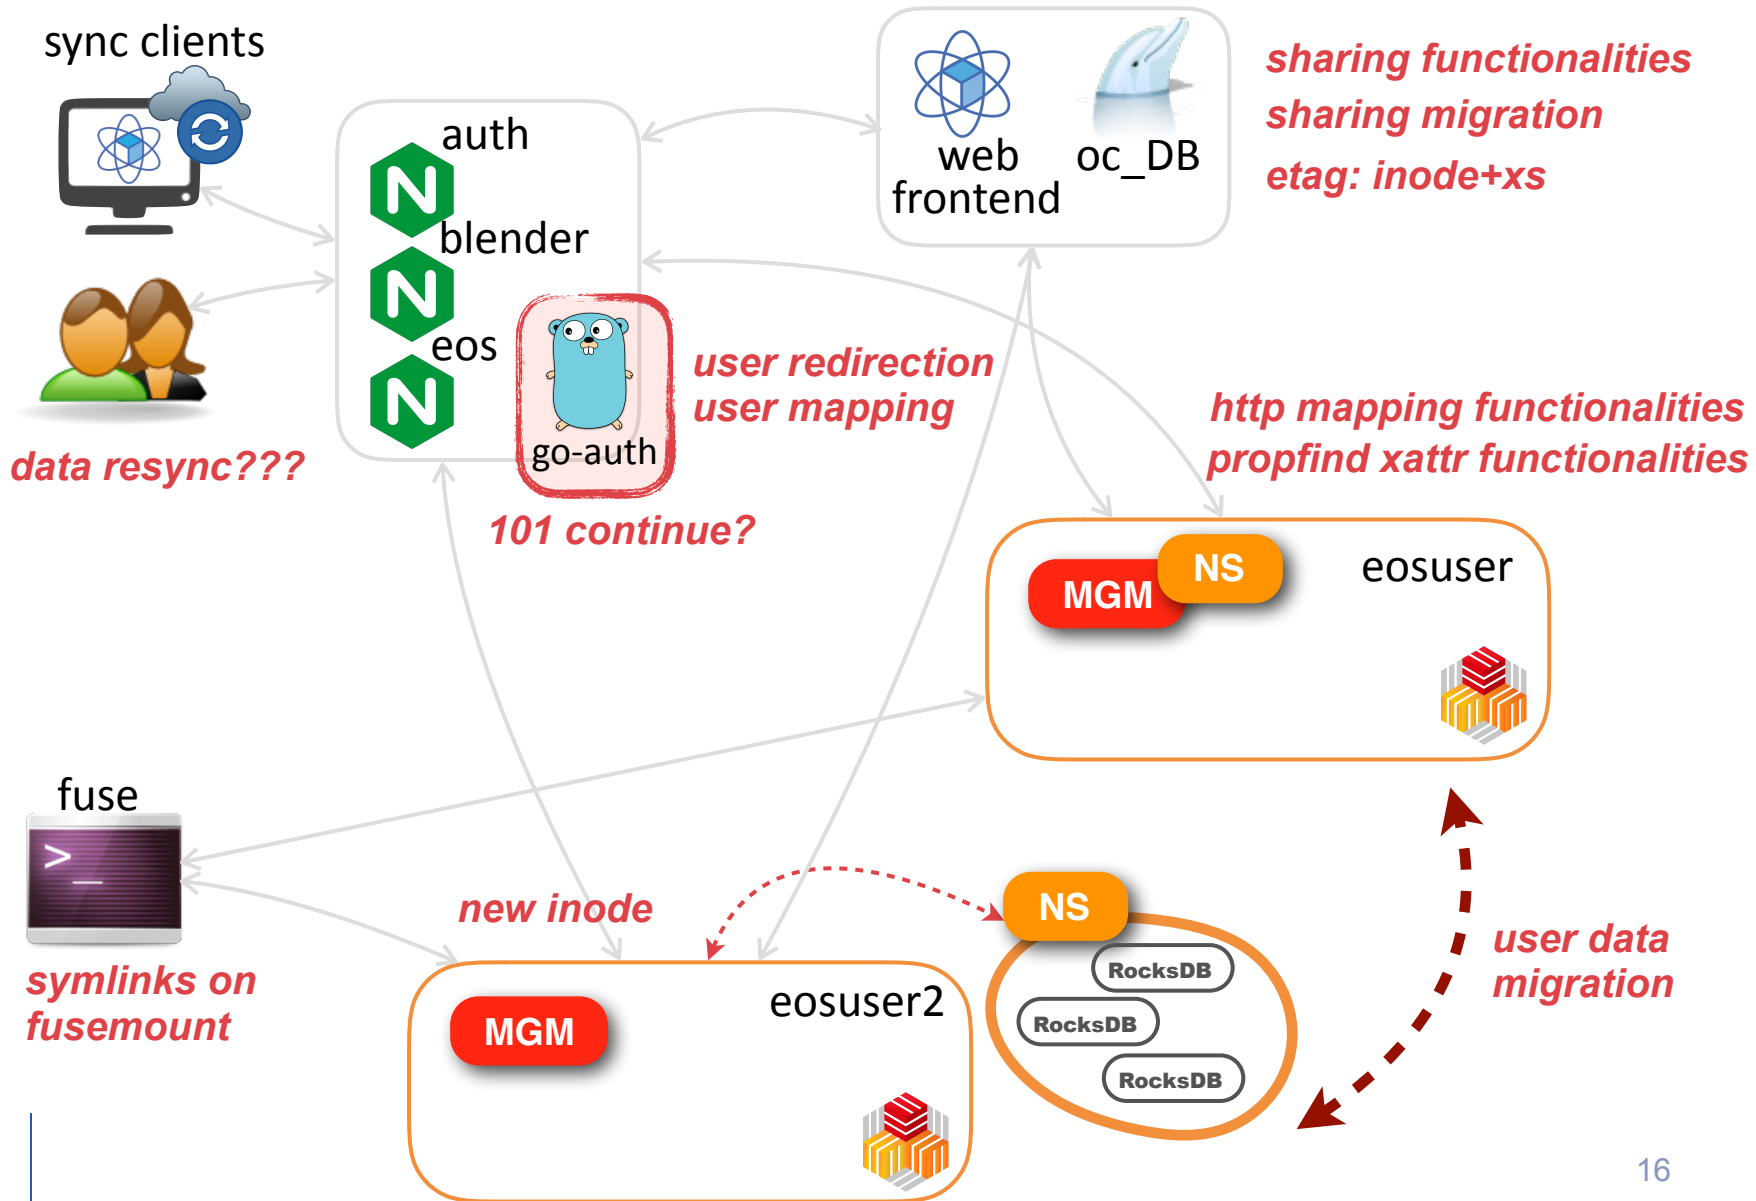 sync clients
auth
blender
eos
go-auth
web
frontend
oc_DB
sharing functionalities
sharing migration
etag: inode+xs
user redirection
user mapping
data resync???
101 continue?
http mapping functionalities
propfind xattr functionalities
MGM
NS
eosuser
fuse
>_
symlinks on
fusemount
new inode
MGM
eosuser2
NS
RocksDB
RocksDB
RocksDB
user data
migration
16